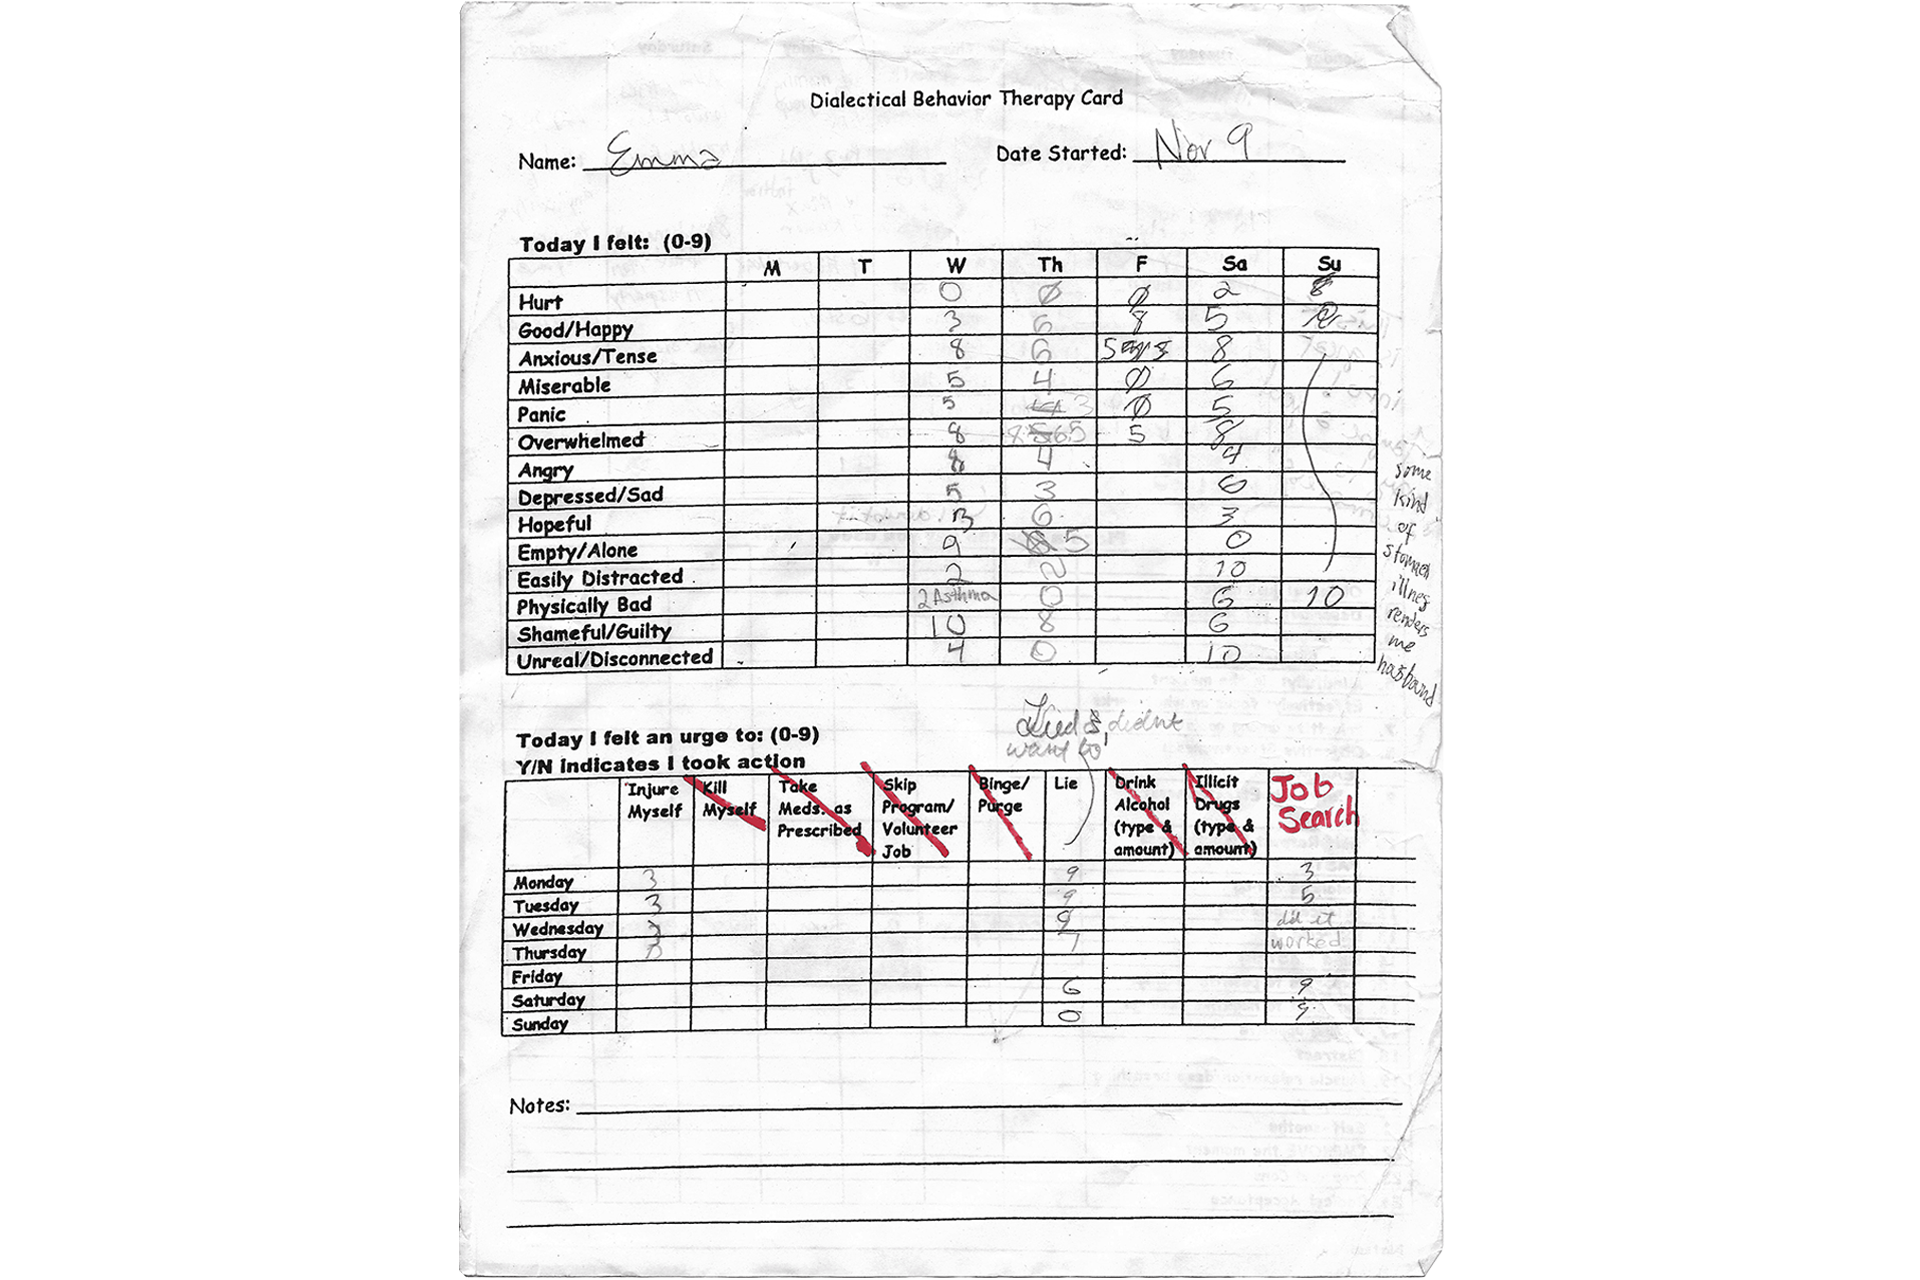 Dialectical Behavior Therapy Card
Name: Emma Date Started: Nov 9
Today I felt: (0-9)
M T W Th F Sa Su
Hurt 0 0 0 2 8
Good/Happy 3 6 8 5
Anxious/Tense 8 6 5 8
Miserable 5 4 0 6
Panic 5 3 0 5
Overwhelmed 8 5 5
Angry 8 4 4
Depressed/Sad 5 3 6
Hopeful 3 6 3
Empty/Alone 9 5 0
Easily Distracted 2 2 10
Physically Bad 2 Asthma 0 6 10
Shameful/Guilty 10 8 6
Unreal/Disconnected 4 0 10
some
kind
of
stomach
illnes
renders
me
hasband
Lied & didnt
want to
Today I felt an urge to: (0-9)
Y/N indicates I took action
Injure Myself Kill Myself Take Meds. as Prescribed Skip Program/ Volunteer Job Binge/ Purge Lie Drink Alcohol (type & amount) Illicit Drugs (type & amount) Job Search
Monday 3 9 3
Tuesday 3 9 5
Wednesday 9 did it
Thursday 7 worked
Friday
Saturday 6 9
Sunday 0 9
Notes: